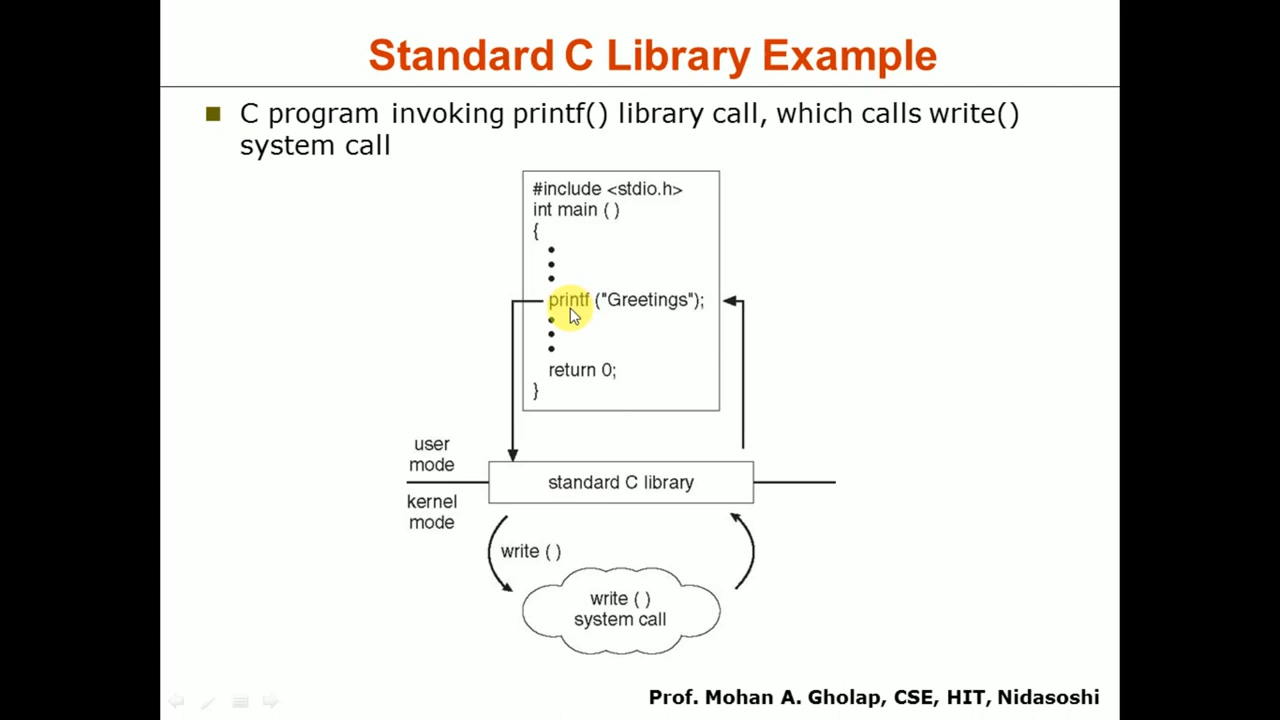 Standard C Library Example
C program invoking printf() library call, which calls write()
system call
#include <stdio.h>
int main ( )
{
•
•
•
printf ("Greetings");
•
•
•
return 0;
}
user
mode
standard C library
kernel
mode
write ( )
write ( )
system call
Prof. Mohan A. Gholap, CSE, HIT, Nidasoshi